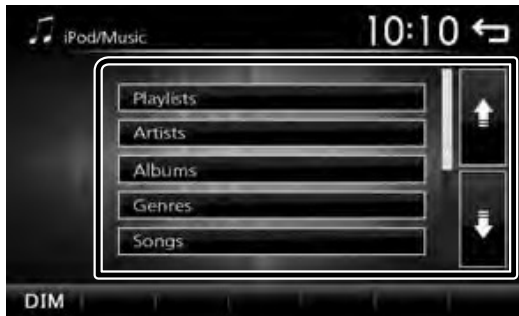 iPod/Music 10:10
Playlists
Artists
Albums
Genres
Songs
DIM